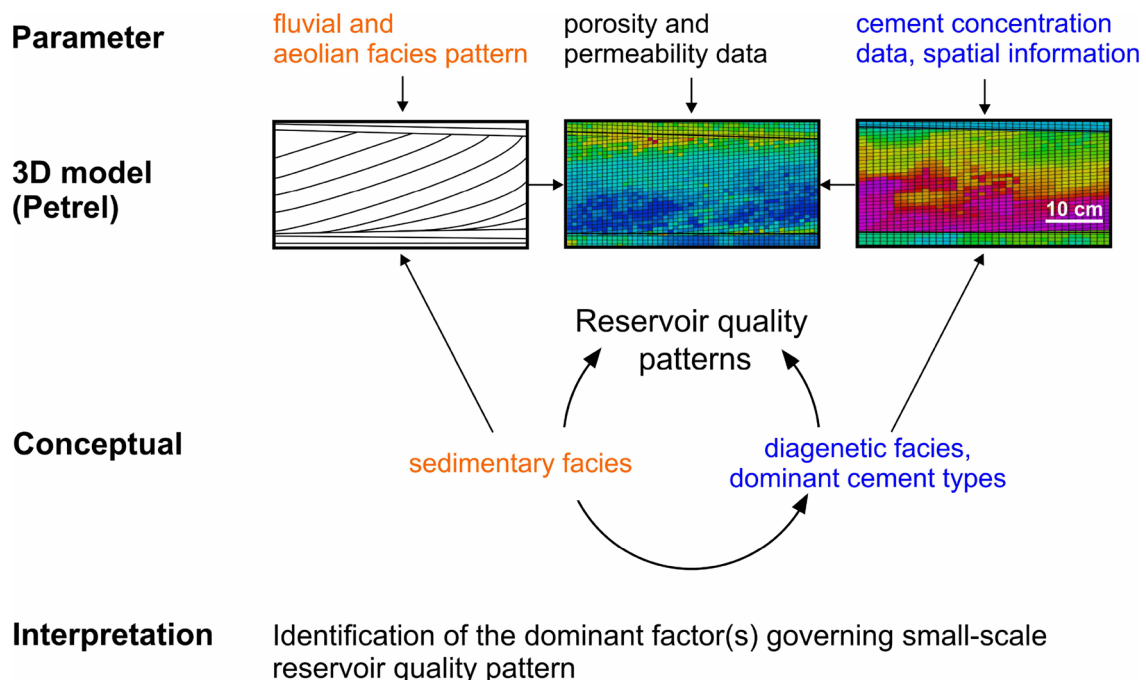 Parameter
fluvial and
aeolian facies pattern
porosity and
permeability data
cement concentration
data, spatial information
3D model
(Petrel)
10 cm
Reservoir quality
patterns
Conceptual
sedimentary facies
diagenetic facies,
dominant cement types
Interpretation
Identification of the dominant factor(s) governing small-scale
reservoir quality pattern